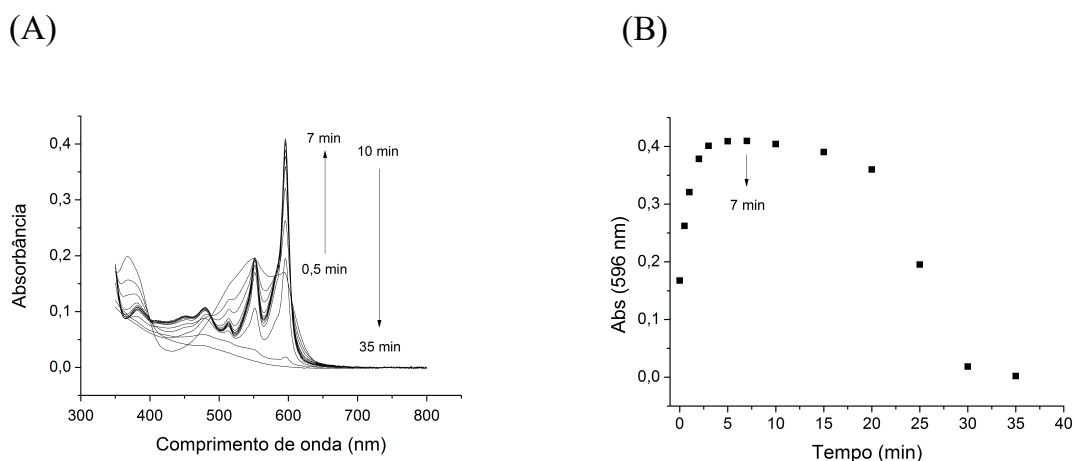 (A)
(B)
0,4
0,3
0,2
0,1
0,0
Absorbância
7 min
10 min
0,5 min
35 min
300
400
500
600
700
800
Comprimento de onda (nm)
0,4
0,3
0,2
0,1
0,0
Abs (596 nm)
7 min
0
5
10
15
20
25
30
35
40
Tempo (min)